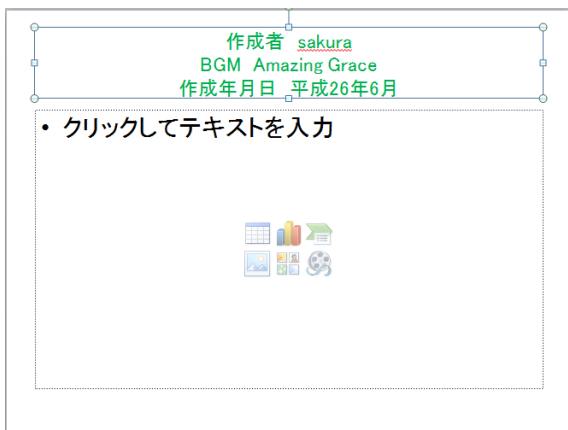 作成者　sakura
BGM　Amazing Grace
作成年月日　平成26年6月
• クリックしてテキストを入力